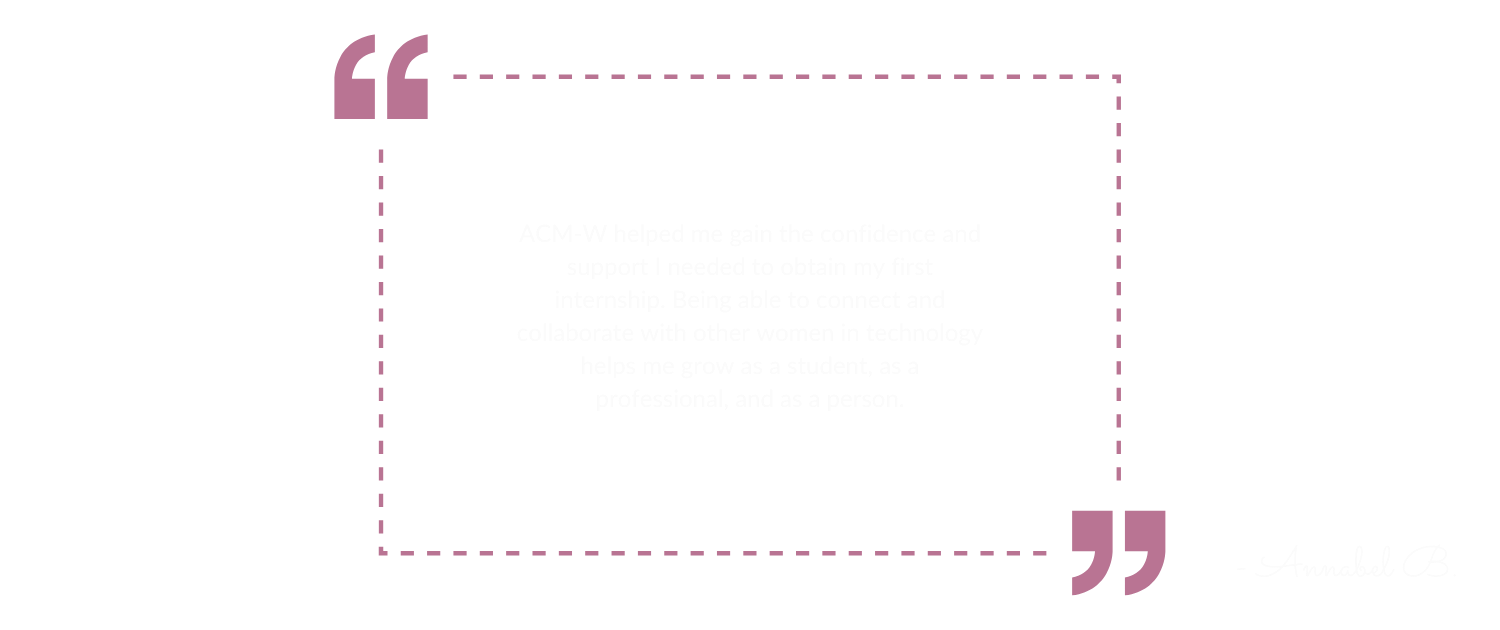 ACM-W helped me gain the confidence and
support I needed to obtain my first
internship. Being able to connect and
collaborate with other women in technology
helps me grow as a student, as a
professional, and as a person.
- Annabel B